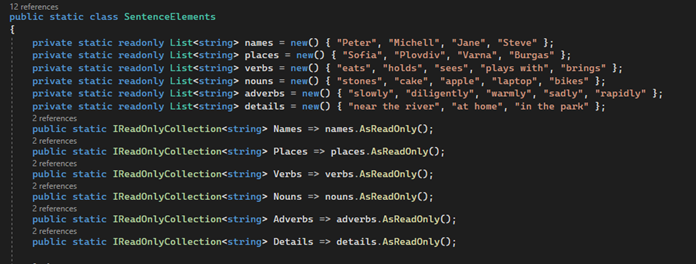 12 references
public static class SentenceElements
{
private static readonly List<string> names = new() { "Peter", "Michell", "Jane", "Steve" };
private static readonly List<string> places = new() { "Sofia", "Plovdiv", "Varna", "Burgas" };
private static readonly List<string> verbs = new() { "eats", "holds", "sees", "plays with", "brings" };
private static readonly List<string> nouns = new() { "stones", "cake", "apple", "laptop", "bikes" };
private static readonly List<string> adverbs = new() { "slowly", "diligently", "warmly", "sadly", "rapidly" };
private static readonly List<string> details = new() { "near the river", "at home", "in the park" };
2 references
public static IReadOnlyCollection<string> Names => names.AsReadOnly();
2 references
public static IReadOnlyCollection<string> Places => places.AsReadOnly();
2 references
public static IReadOnlyCollection<string> Verbs => verbs.AsReadOnly();
2 references
public static IReadOnlyCollection<string> Nouns => nouns.AsReadOnly();
2 references
public static IReadOnlyCollection<string> Adverbs => adverbs.AsReadOnly();
2 references
public static IReadOnlyCollection<string> Details => details.AsReadOnly();